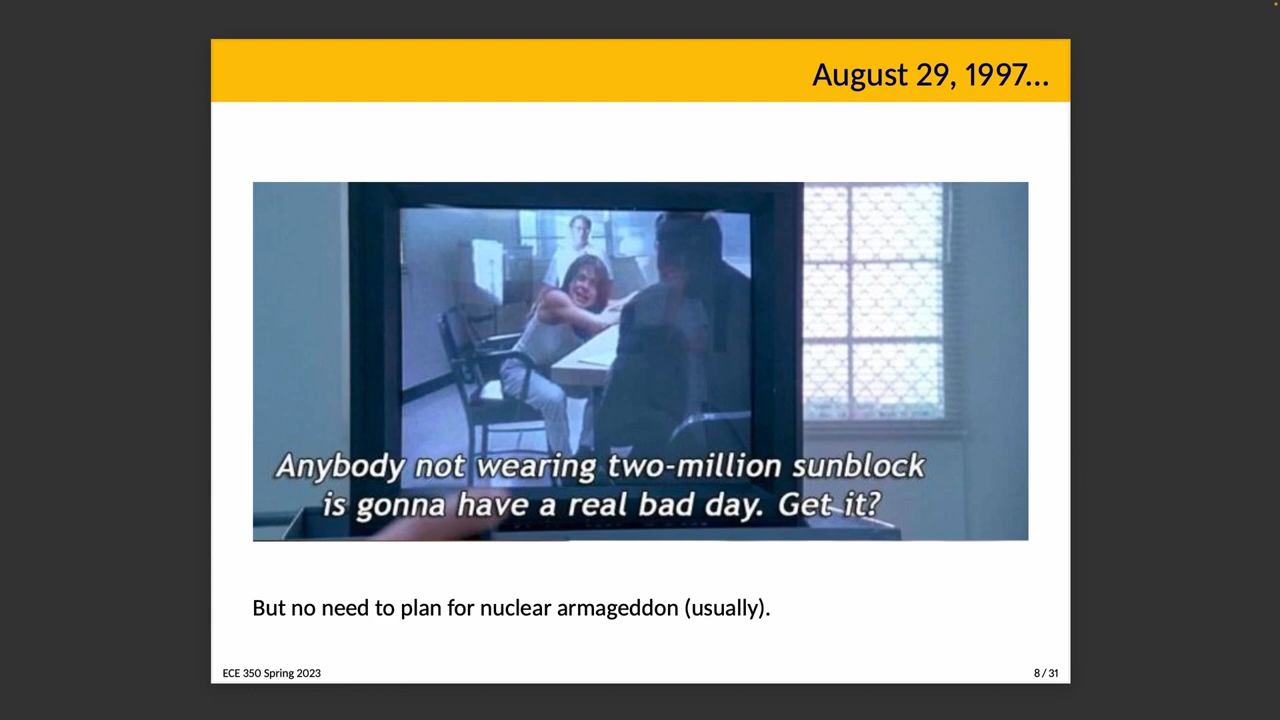 August 29, 1997...
Anybody not wearing two-million sunblock
is gonna have a real bad day. Get it?
But no need to plan for nuclear armageddon (usually).
ECE 350 Spring 2023
8 / 31